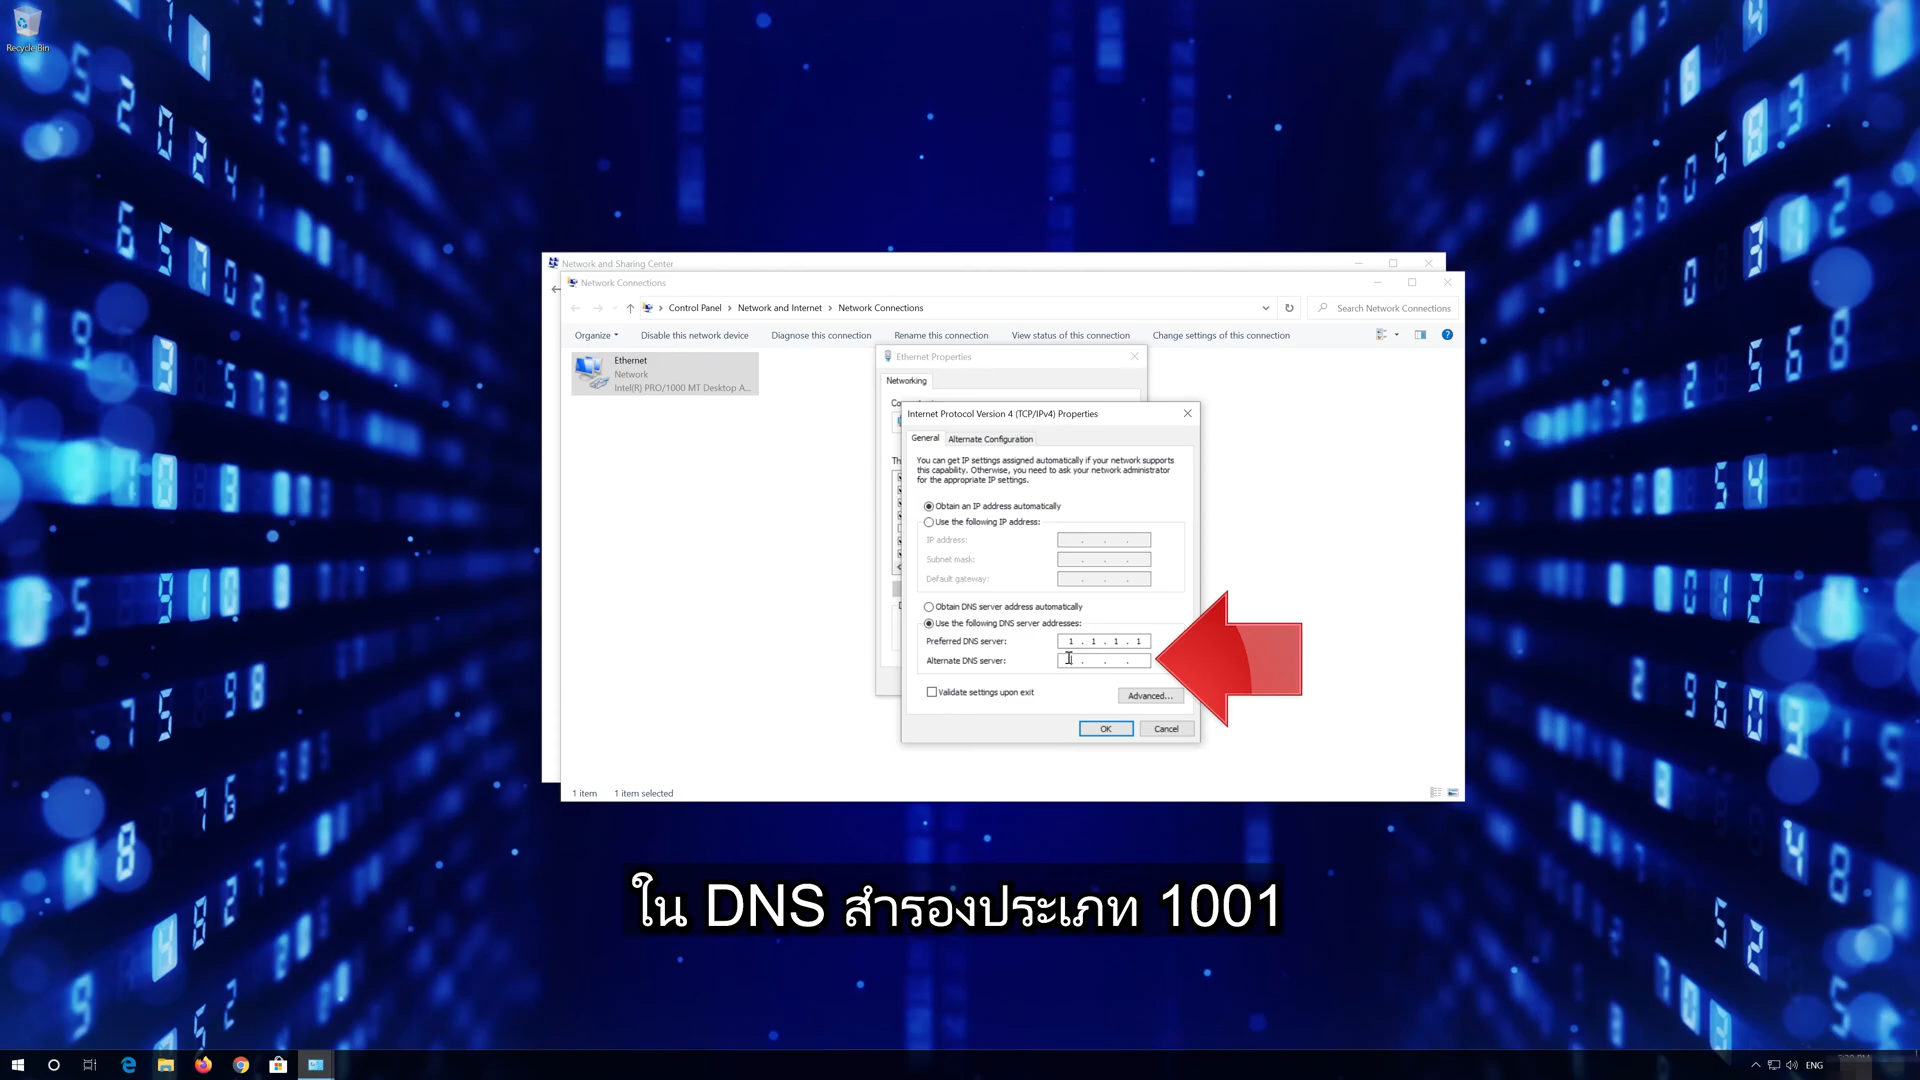 Recycle Bin
Network and Sharing Center
Network Connections
Control Panel > Network and Internet > Network Connections
Search Network Connections
Organize
Disable this network device
Diagnose this connection
Rename this connection
View status of this connection
Change settings of this connection
Ethernet
Network
Intel(R) PRO/1000 MT Desktop A...
Ethernet Properties
Networking
Internet Protocol Version 4 (TCP/IPv4) Properties
General
Alternate Configuration
You can get IP settings assigned automatically if your network supports
this capability. Otherwise, you need to ask your network administrator
for the appropriate IP settings.
Obtain an IP address automatically
Use the following IP address:
IP address:
Subnet mask:
Default gateway:
Obtain DNS server address automatically
Use the following DNS server addresses:
Preferred DNS server: 1 . 1 . 1 . 1
Alternate DNS server: . . .
Validate settings upon exit
Advanced...
OK
Cancel
1 item
1 item selected
ใน DNS สำรองประเภท 1001
ENG